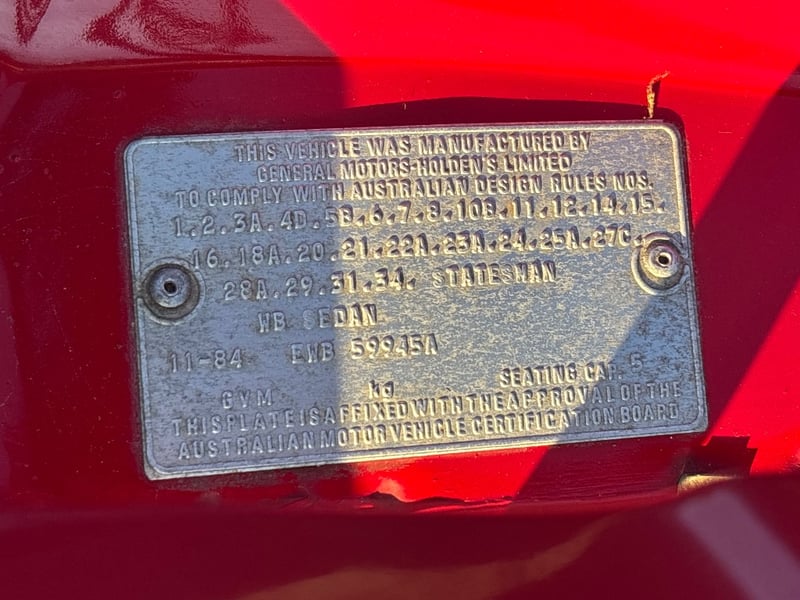 THIS VEHICLE WAS MANUFACTURED BY
GENERAL MOTORS-HOLDEN'S LIMITED
TO COMPLY WITH AUSTRALIAN DESIGN RULES NOS.
1.2.3A.4D.5B.6.7.8.10B.11.12.14.15.
16.18A.20.21.22A.23A.24.25A.27C.
28A.29.31.34. STATESMAN
WB SEDAN
11-84 EWB 59945A
GVM kg SEATING CAP. 5
THIS PLATE IS AFFIXED WITH THE APPROVAL OF THE
AUSTRALIAN MOTOR VEHICLE CERTIFICATION BOARD